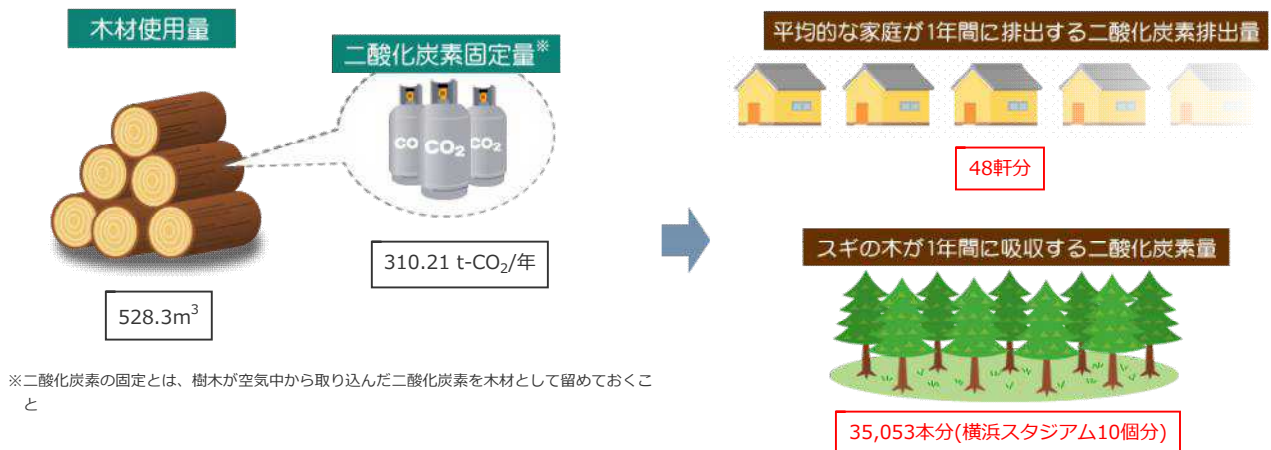 木材使用量
二酸化炭素固定量※
CO
CO₂
CO₂
310.21 t-CO₂/年
528.3m³
※二酸化炭素の固定とは、樹木が空気中から取り込んだ二酸化炭素を木材として留めておくこ
と
平均的な家庭が1年間に排出する二酸化炭素排出量
48軒分
スギの木が1年間に吸収する二酸化炭素量
35,053本分(横浜スタジアム10個分)